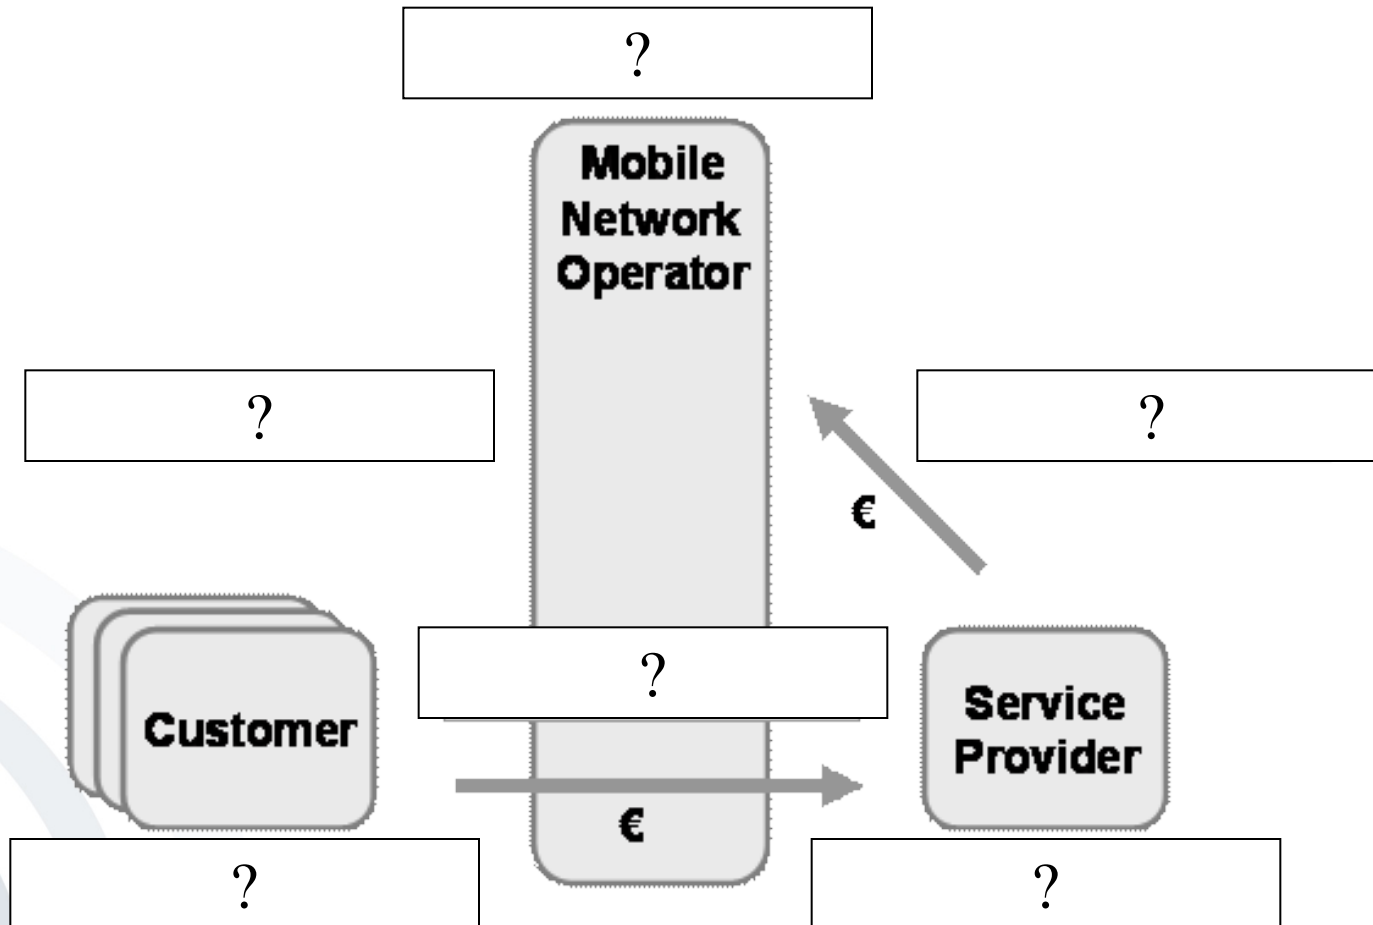 ?
Mobile
Network
Operator
?
?
€
?
Customer
Service
Provider
€
?
?